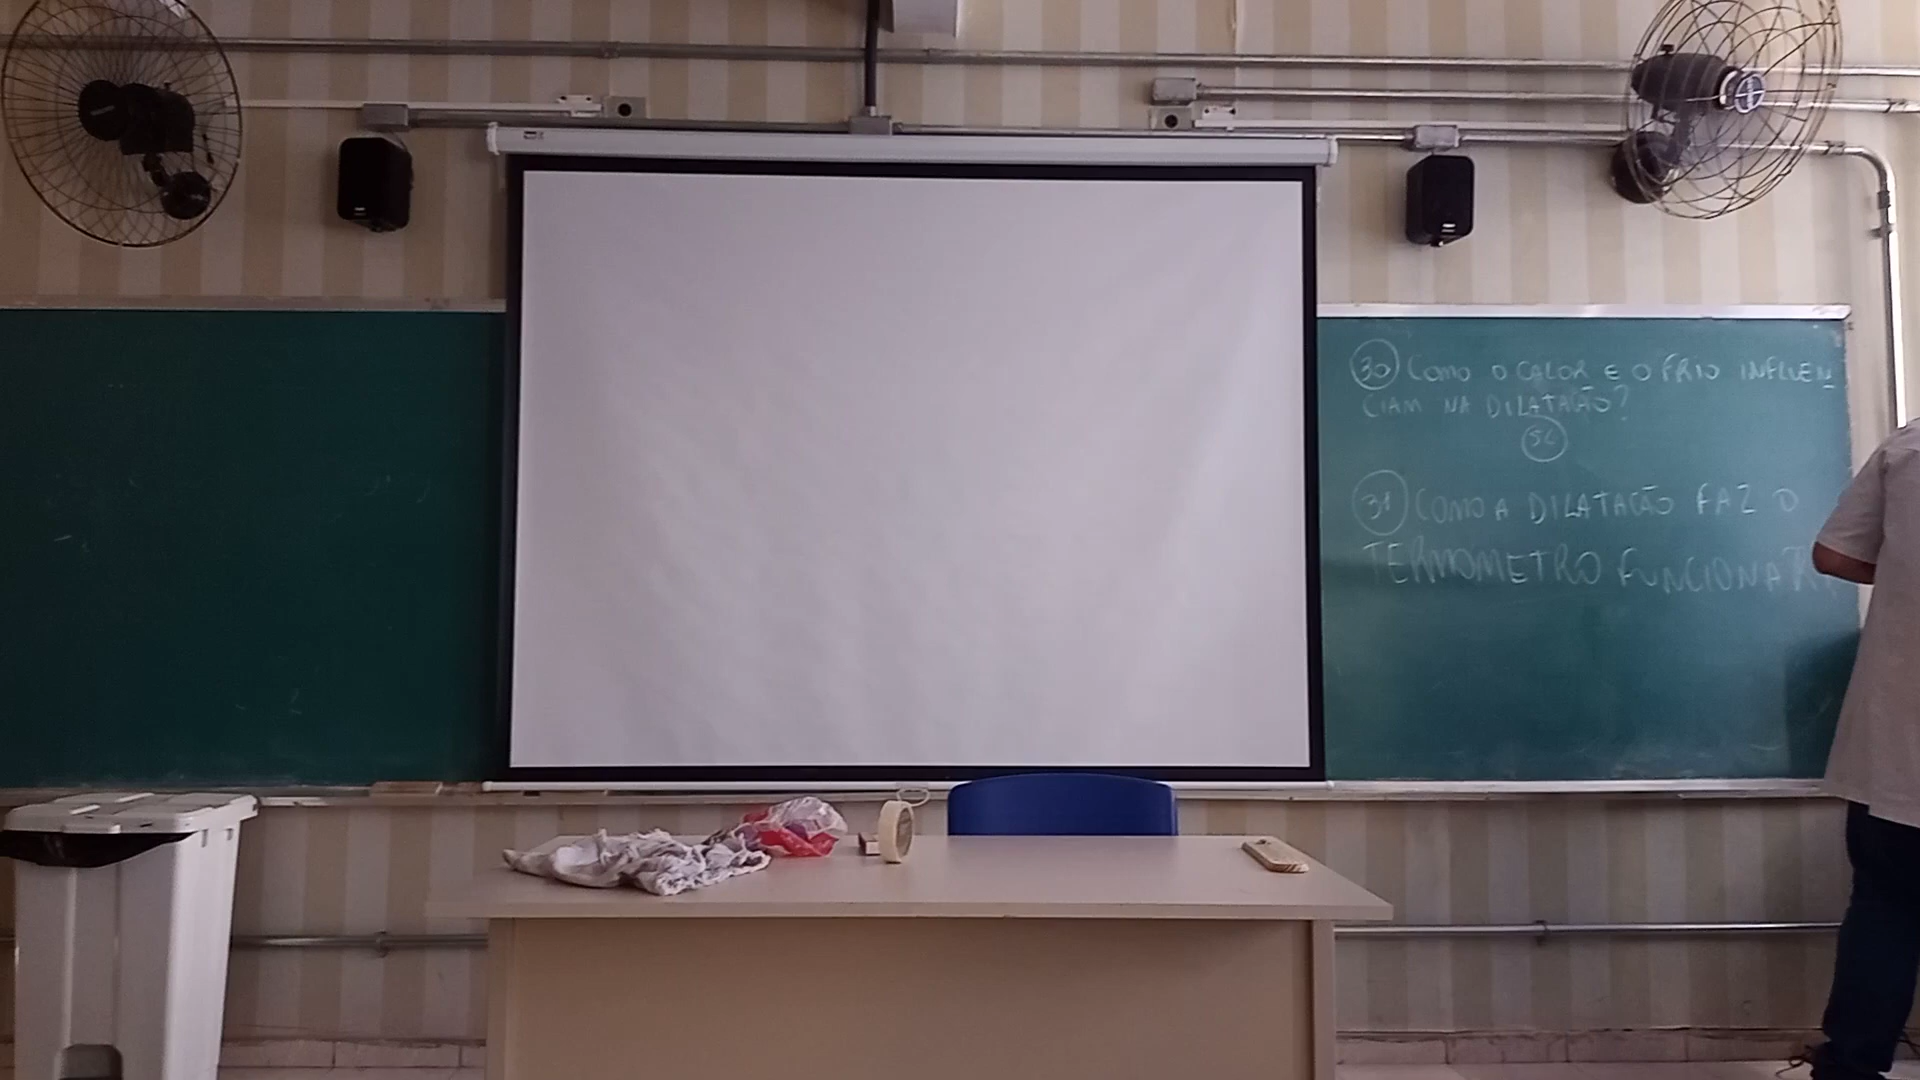 30 COMO O CALOR E O FRIO INFLUEN
CIAM NA DILATAÇÃO?
31 COMO A DILATAÇÃO FAZ O
TERMOMETRO FUNCIONAR